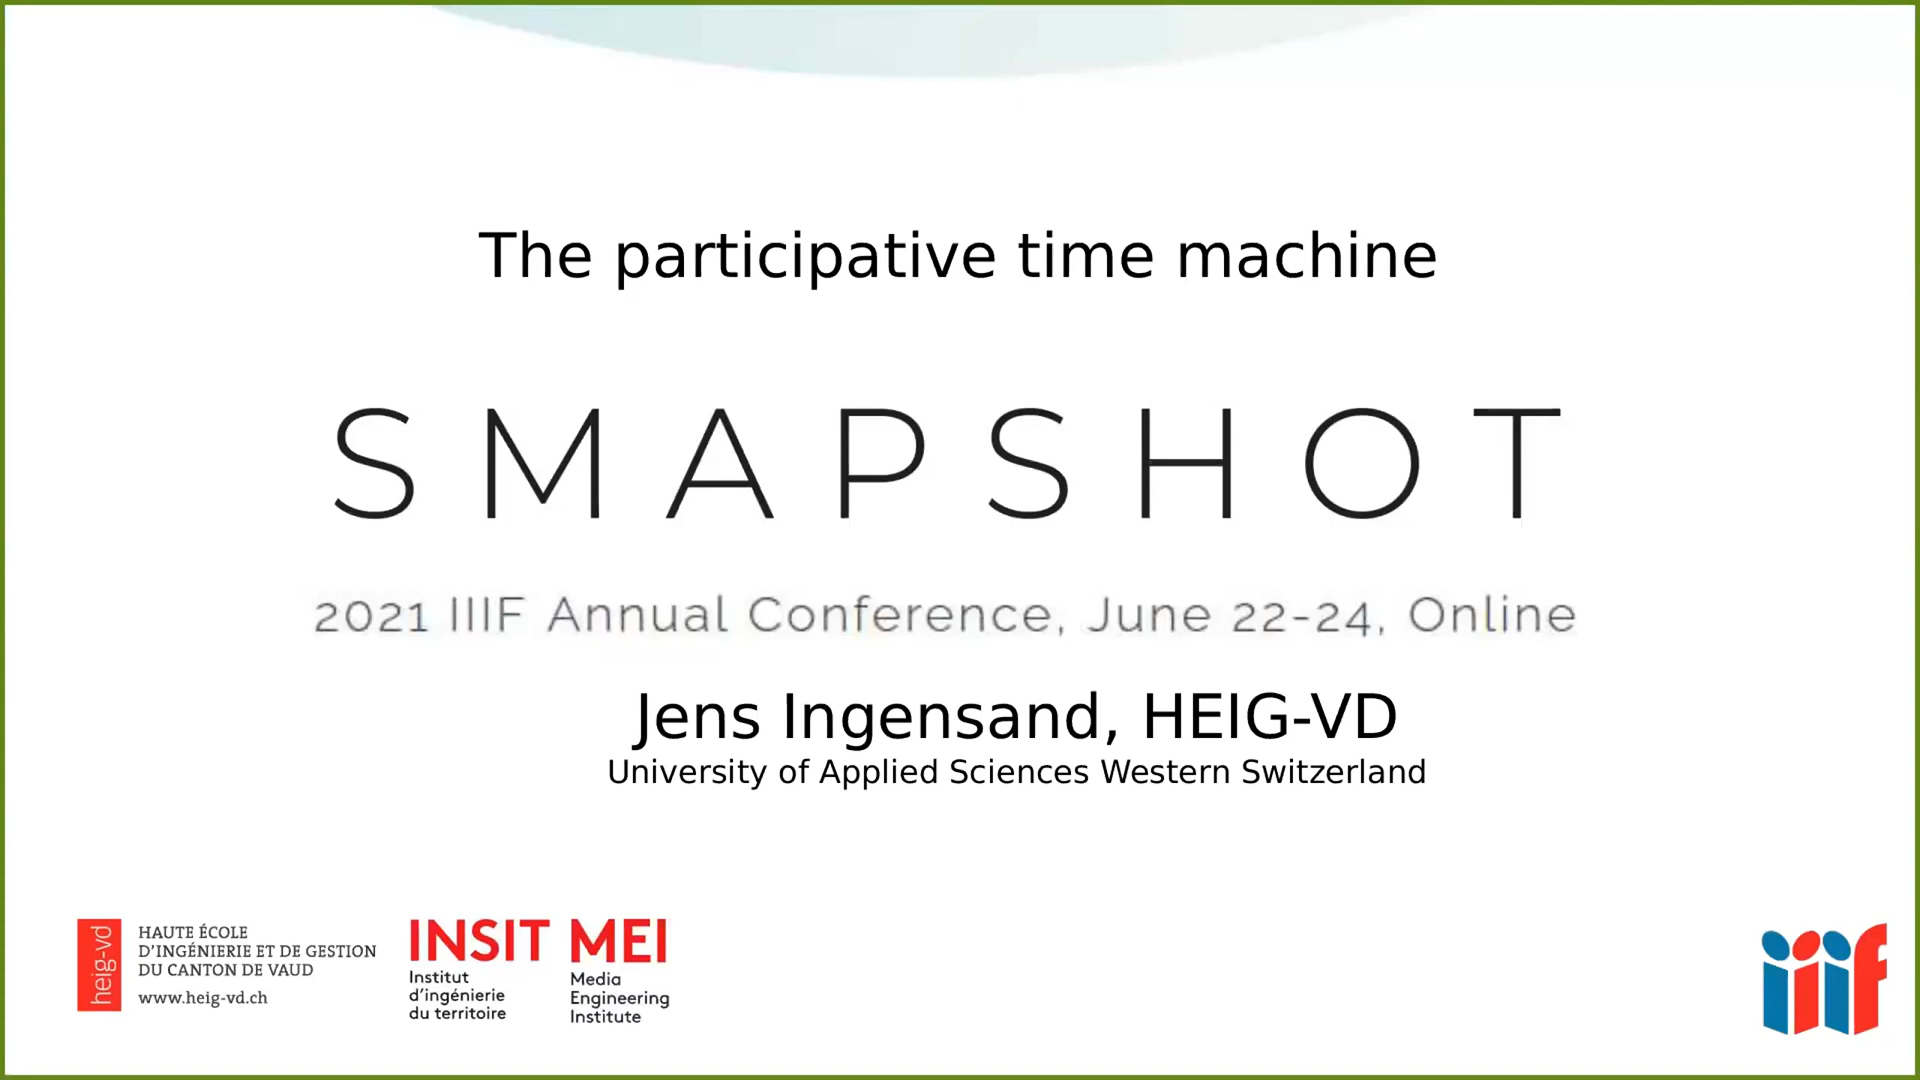 The participative time machine
SMAPSHOT
2021 IIIF Annual Conference, June 22-24, Online
Jens Ingensand, HEIG-VD
University of Applied Sciences Western Switzerland
heig-vd
HAUTE ÉCOLE
D'INGÉNIERIE ET DE GESTION
DU CANTON DE VAUD
www.heig-vd.ch
INSIT
Institut
d'ingénierie
du territoire
MEI
Media
Engineering
Institute
iiif